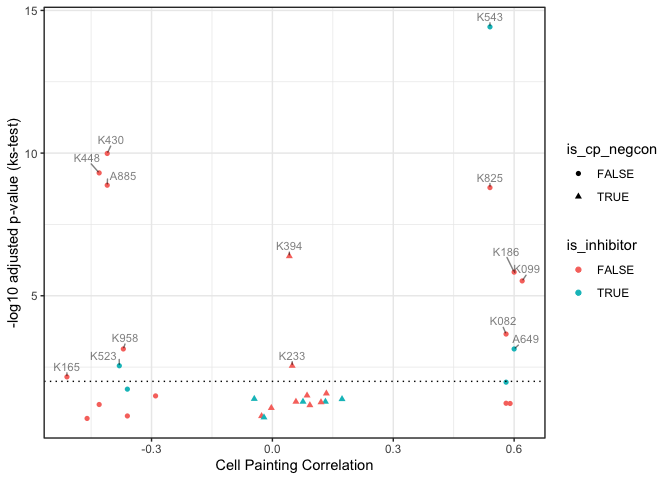 15
10
5
-log10 adjusted p-value (ks-test)
K543
K430
K448
A885
K825
K394
K186
K099
K082
A649
K958
K523
K233
K165
-0.3
0.0
0.3
0.6
Cell Painting Correlation
is_cp_negcon
FALSE
TRUE
is_inhibitor
FALSE
TRUE